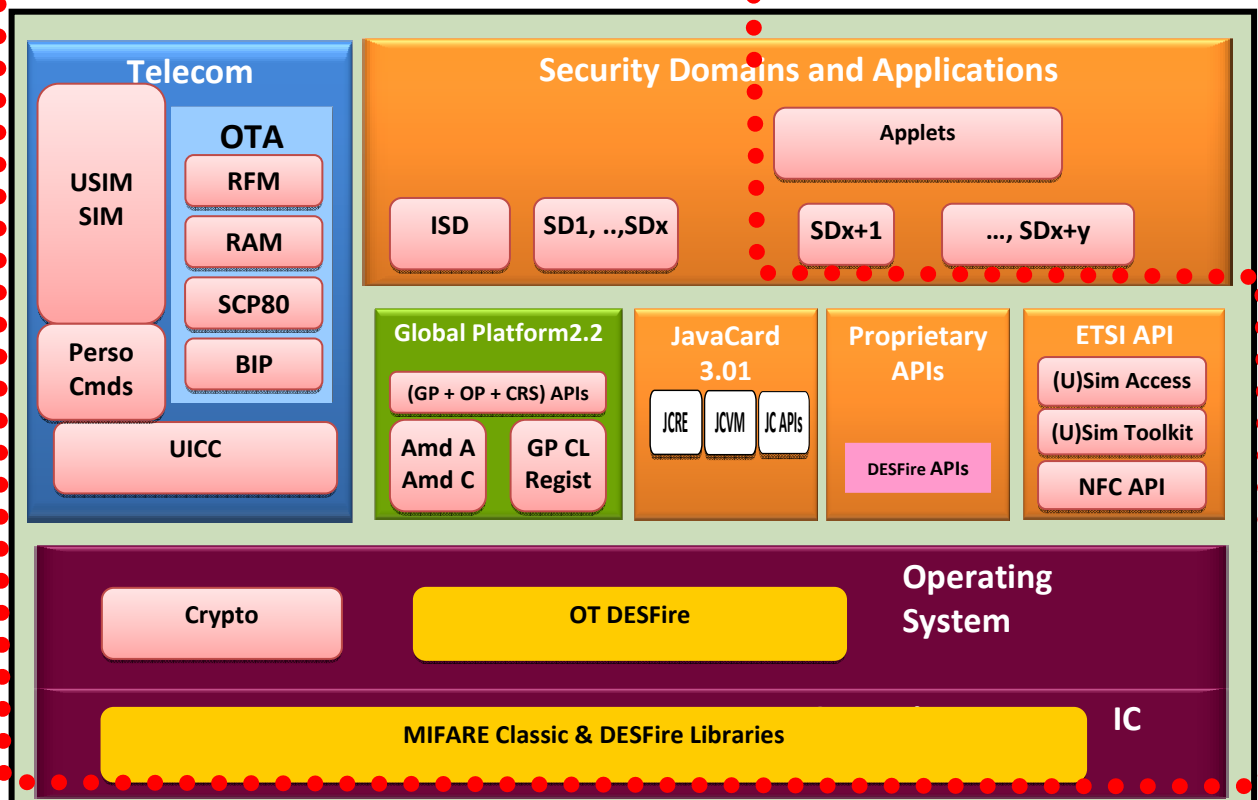 Telecom
USIM
SIM
OTA
RFM
RAM
SCP80
BIP
Perso
Cmds
UICC
Security Domains and Applications
Applets
ISD
SD1, ..,SDx
SDx+1
…, SDx+y
Global Platform2.2
(GP + OP + CRS) APIs
Amd A
Amd C
GP CL
Regist
JavaCard
3.01
JCRE
JCVM
JC APIs
Proprietary
APIs
DESFire APIs
ETSI API
(U)Sim Access
(U)Sim Toolkit
NFC API
Operating
System
Crypto
OT DESFire
IC
MIFARE Classic & DESFire Libraries